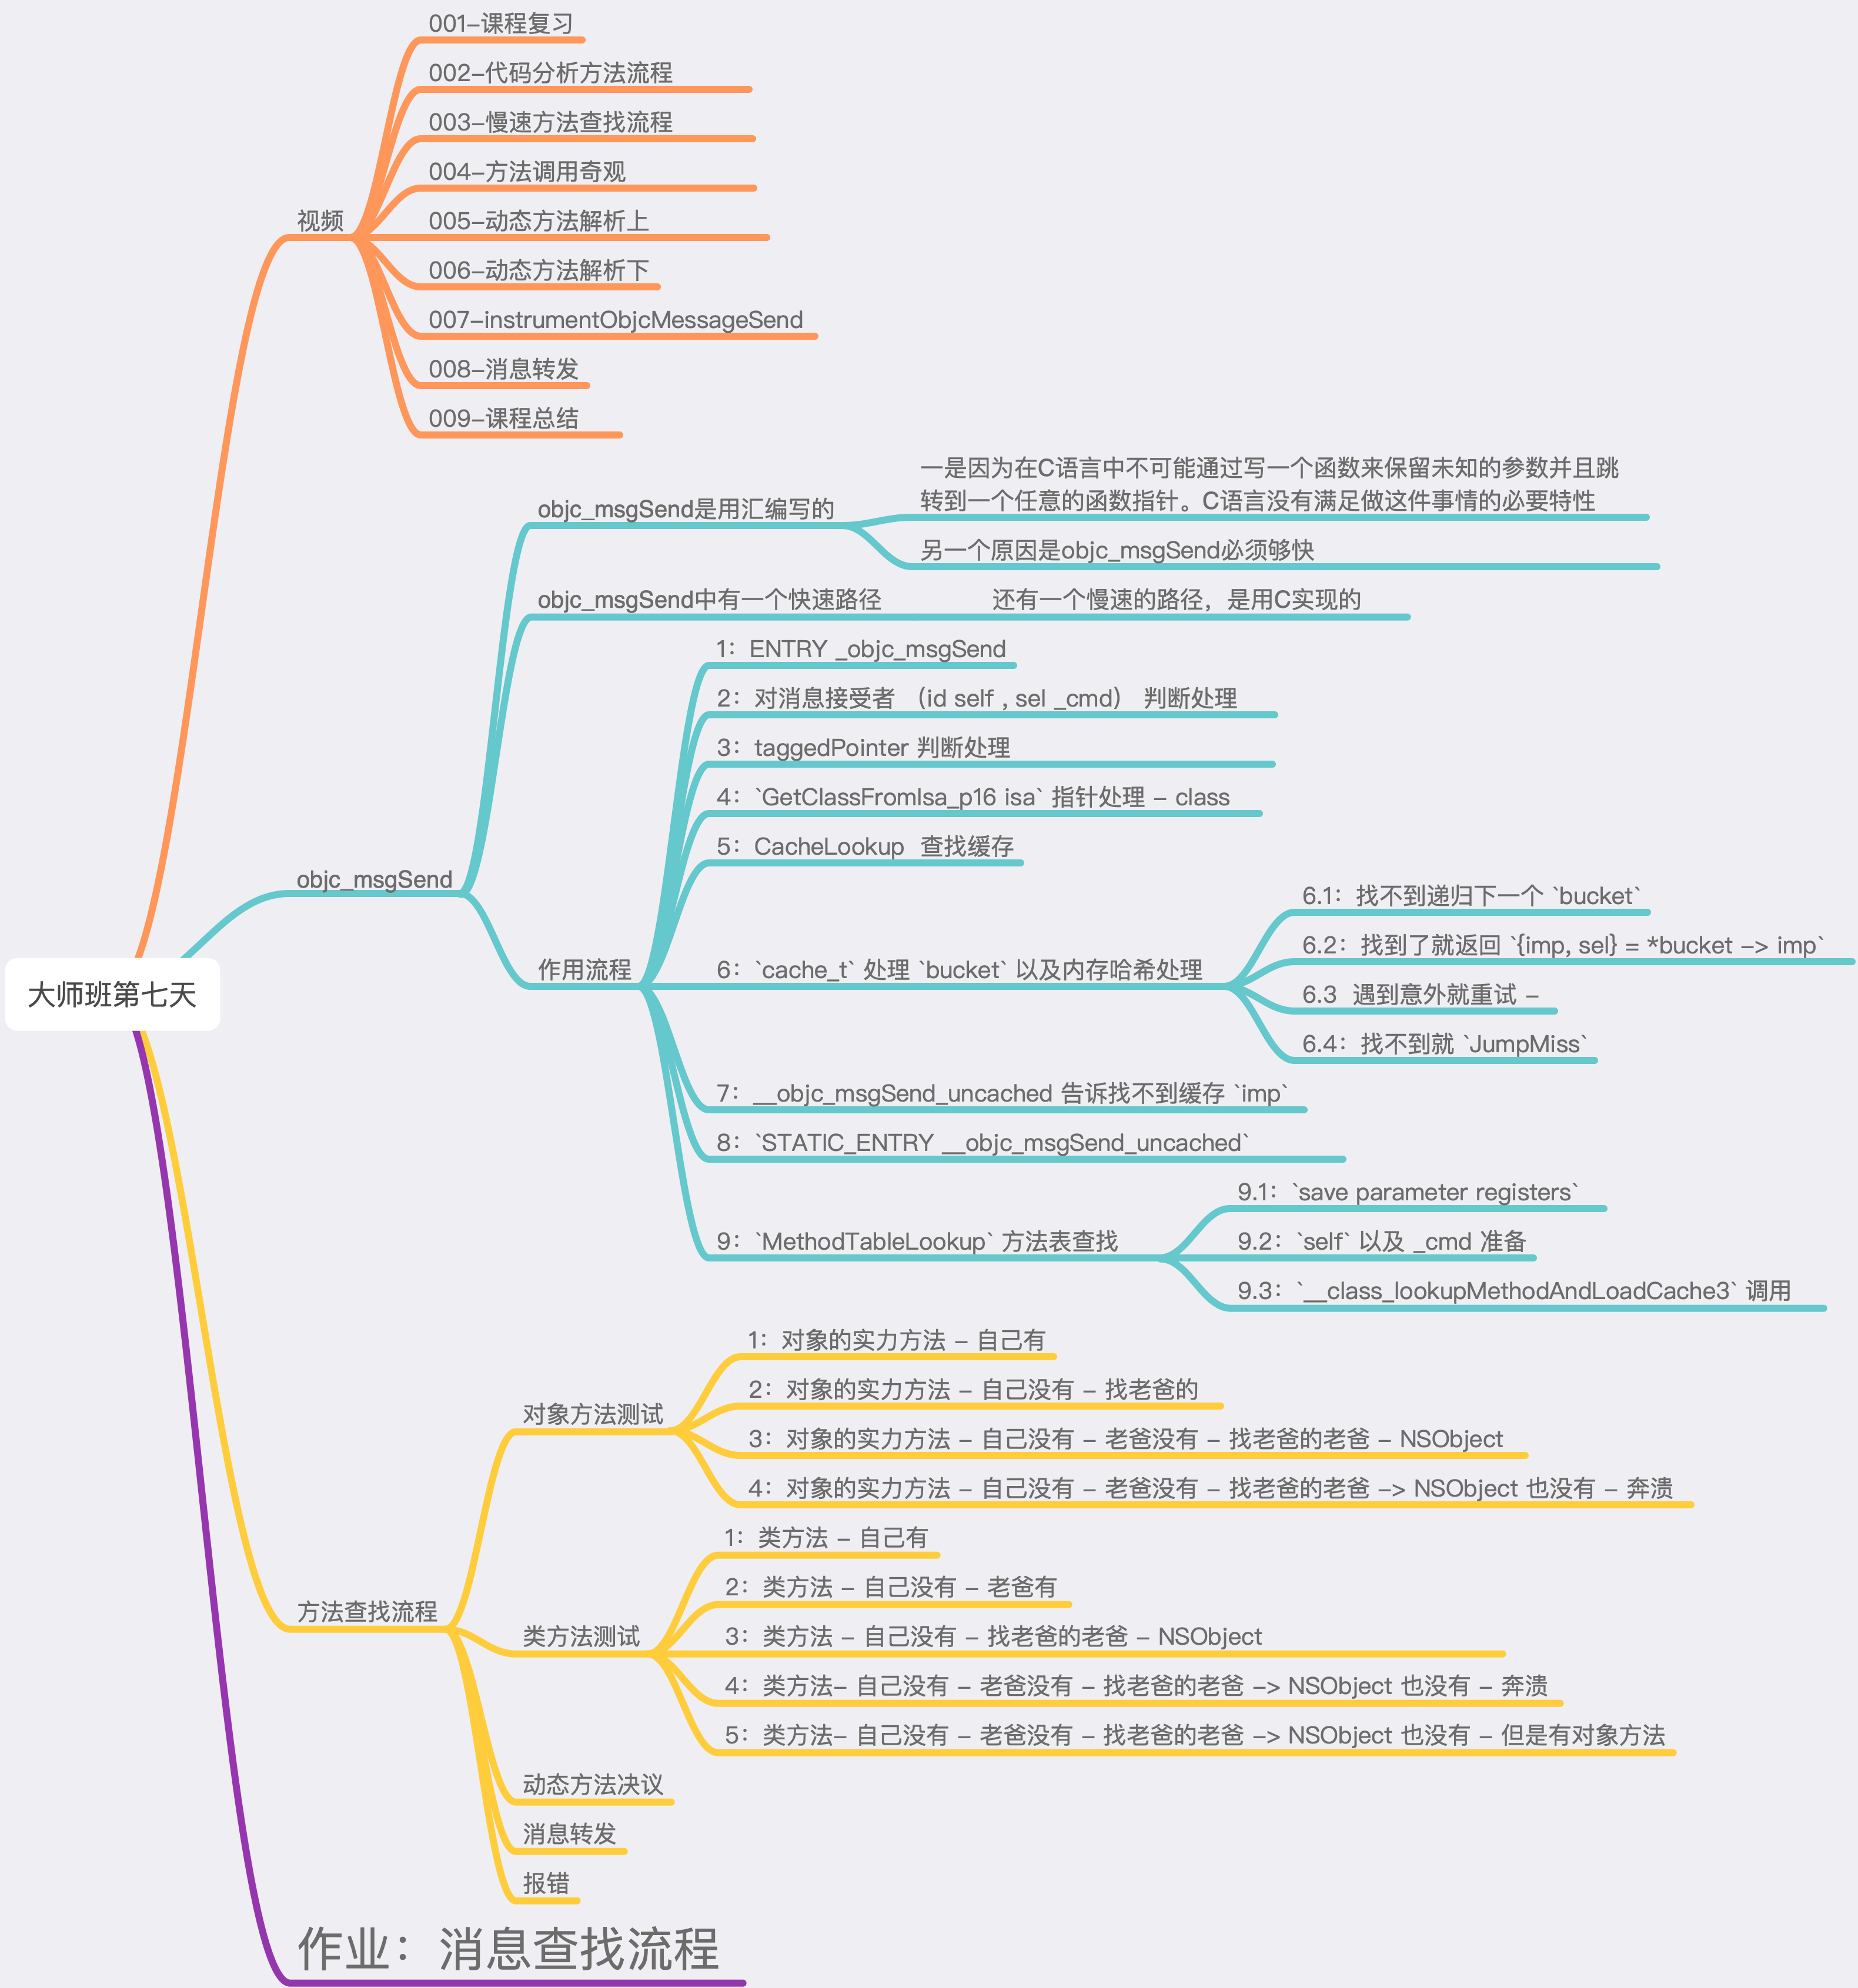 001-课程复习
002-代码分析方法流程
003-慢速方法查找流程
004-方法调用奇观
005-动态方法解析上
006-动态方法解析下
007-instrumentObjcMessageSend
008-消息转发
009-课程总结
视频
一是因为在C语言中不可能通过写一个函数来保留未知的参数并且跳
转到一个任意的函数指针。C语言没有满足做这件事情的必要特性
objc_msgSend是用汇编写的
另一个原因是objc_msgSend必须够快
objc_msgSend中有一个快速路径 还有一个慢速的路径，是用C实现的
1：ENTRY _objc_msgSend
2：对消息接受者 （id self , sel _cmd） 判断处理
3：taggedPointer 判断处理
4：`GetClassFromIsa_p16 isa` 指针处理 - class
5：CacheLookup 查找缓存
objc_msgSend
作用流程
6：`cache_t` 处理 `bucket` 以及内存哈希处理
6.1：找不到递归下一个 `bucket`
6.2：找到了就返回 `{imp, sel} = *bucket -> imp`
6.3 遇到意外就重试 -
6.4：找不到就 `JumpMiss`
大师班第七天
7：__objc_msgSend_uncached 告诉找不到缓存 `imp`
8：`STATIC_ENTRY __objc_msgSend_uncached`
9：`MethodTableLookup` 方法表查找
9.1：`save parameter registers`
9.2：`self` 以及 _cmd 准备
9.3：`__class_lookupMethodAndLoadCache3` 调用
对象方法测试
1：对象的实力方法 - 自己有
2：对象的实力方法 - 自己没有 - 找老爸的
3：对象的实力方法 - 自己没有 - 老爸没有 - 找老爸的老爸 - NSObject
4：对象的实力方法 - 自己没有 - 老爸没有 - 找老爸的老爸 -> NSObject 也没有 - 奔溃
方法查找流程
类方法测试
1：类方法 - 自己有
2：类方法 - 自己没有 - 老爸有
3：类方法 - 自己没有 - 找老爸的老爸 - NSObject
4：类方法- 自己没有 - 老爸没有 - 找老爸的老爸 -> NSObject 也没有 - 奔溃
5：类方法- 自己没有 - 老爸没有 - 找老爸的老爸 -> NSObject 也没有 - 但是有对象方法
动态方法决议
消息转发
报错
作业：消息查找流程